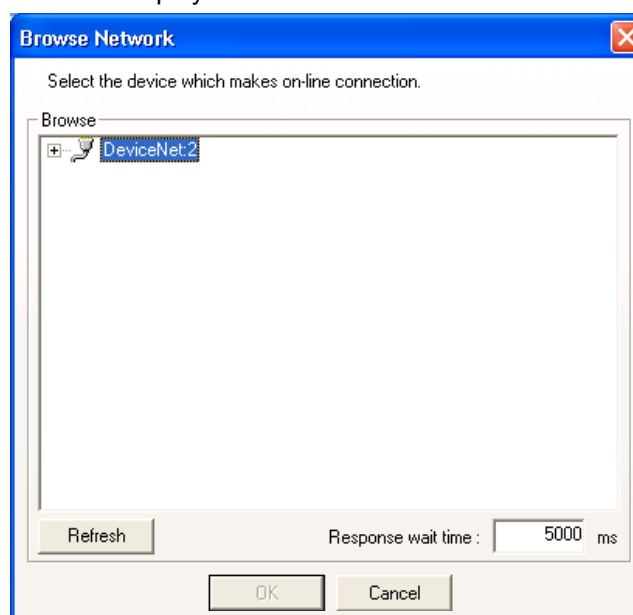 Browse Network
Select the device which makes on-line connection.
Browse
DeviceNet:2
Refresh
Response wait time :
5000 ms
OK
Cancel